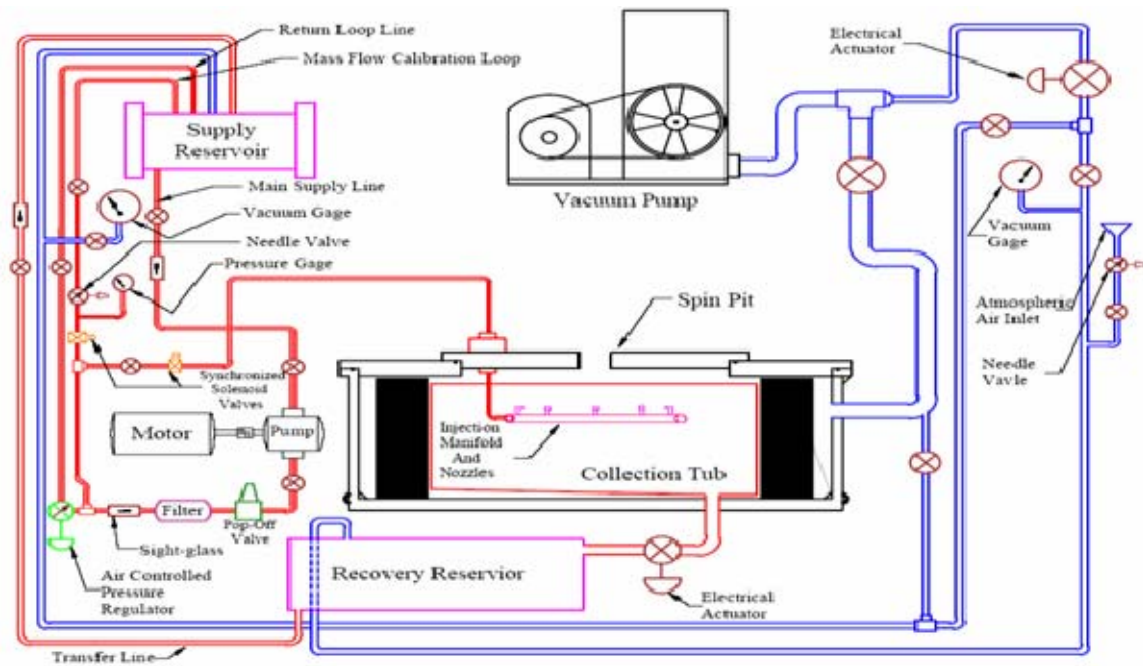 Return Loop Line
Mass Flow Calibration Loop
Supply
Reservoir
Main Supply Line
Vacuum Gage
Needle Valve
Pressure Gage
Synchronized
Solenoid
Valves
Motor
Pump
Filter
Pop-Off
Valve
Sight-glass
Air Controlled
Pressure
Regulator
Transfer Line
Vacuum Pump
Spin Pit
Injection
Manifold
And
Nozzles
Collection Tub
Recovery Reservior
Electrical
Actuator
Electrical
Actuator
Vacuum
Gage
Atmospheric
Air Inlet
Needle
Vavle